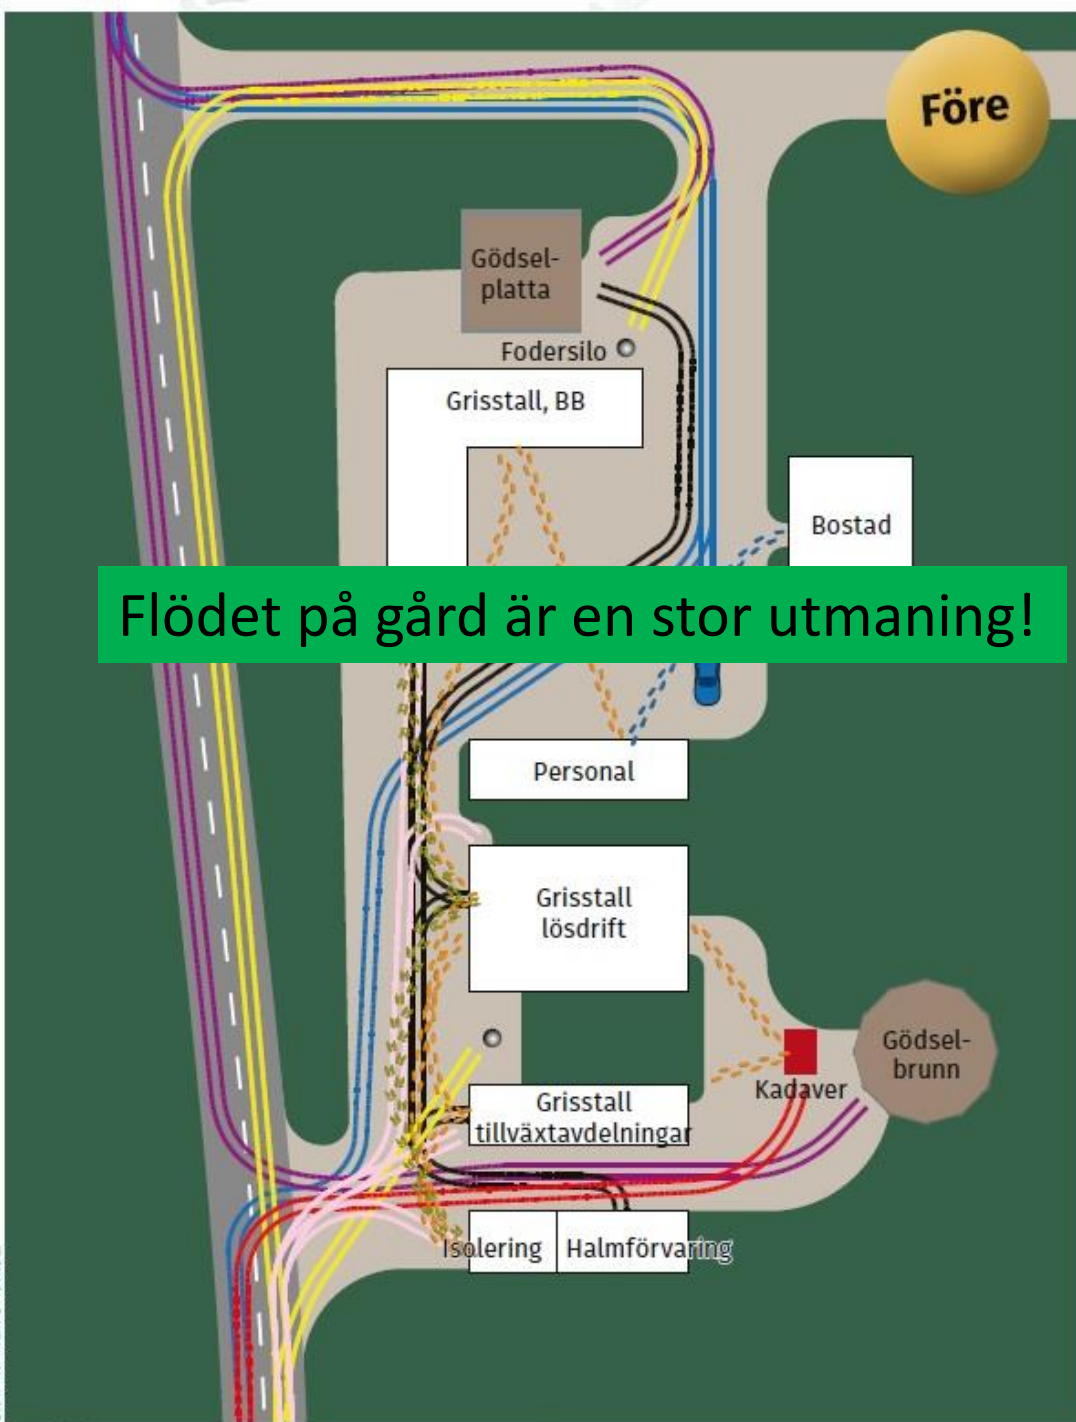 Före
Gödsel-
platta
Fodersilo
Grisstall, BB
Bostad
Flödet på gård är en stor utmaning!
Personal
Grisstall
lösdrift
Gödsel-
brunn
Kadaver
Grisstall
tillväxtavdelningar
Isolering
Halmförvaring